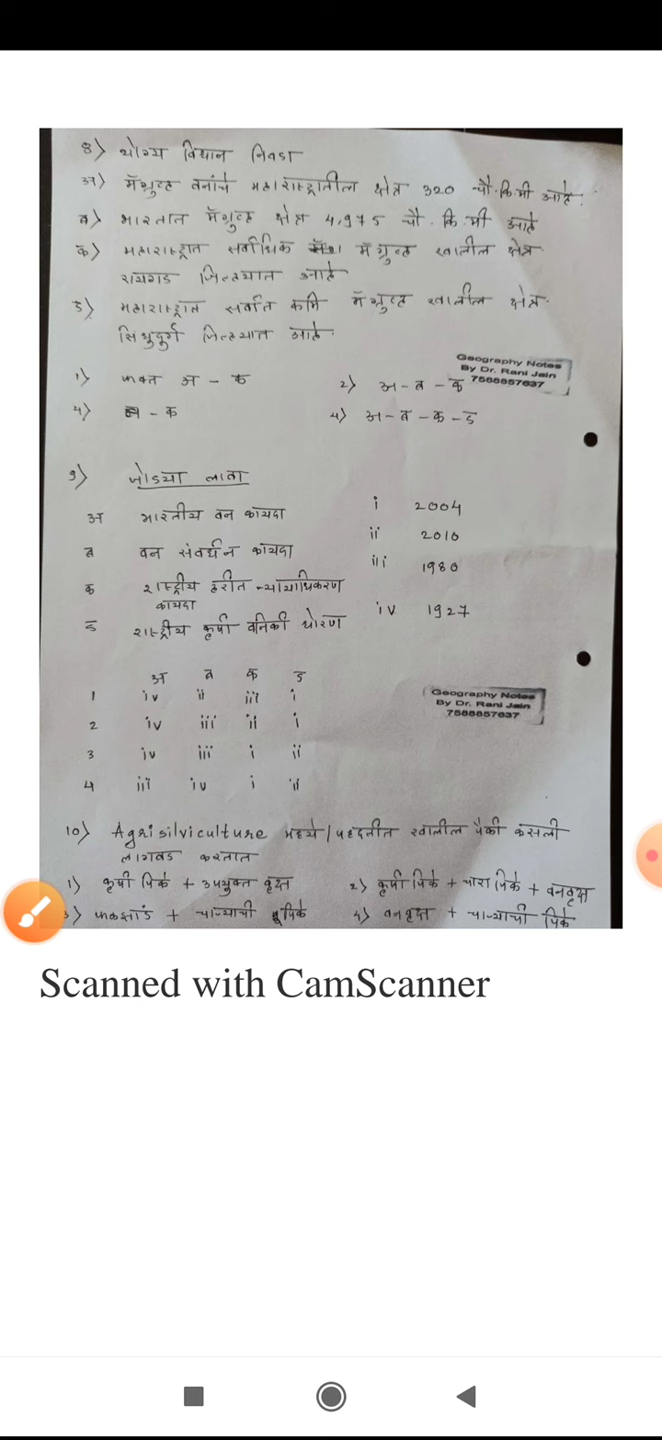 8) योग्य विधान निवडा
अ) मँग्रुव्ह वनांचे महाराष्ट्रातील क्षेत्र 320 चौ.कि.मी आहे.
ब) भारतात मँग्रुव्ह क्षेत्र 4,975 चौ. कि.मी आहे
क) महाराष्ट्रात सर्वाधिक मँग्रुव्ह खालील क्षेत्र
रायगड जिल्ह्यात आहे
ड) महाराष्ट्रात सर्वात कमि मँग्रुव्ह खालील क्षेत्र.
सिंधुदुर्ग जिल्ह्यात आहे.
Geography Notes
By Dr. Rani Jain
7588857637
1) फक्त अ - क
2) अ - ब - क
4) - क
4) अ - ब - क - ड
9) जोड्या लावा
अ भारतीय वन कायदा i 2004
ब वन संवर्धन कायदा ii 2010
क राष्ट्रीय हरीत न्यायाधिकरण iii 1980
कायदा
ड राष्ट्रीय कृषी वनिकी धोरण iv 1927
अ ब क ड
1 iv ii iii i
2 iv iii ii i
3 iv iii i ii
4 iii iv i ii
Geography Notes
By Dr. Rani Jain
7588857637
10) Agrisilviculture मध्ये/पद्दतीत खालील पैकी कसली
लागवड करतात
1) कृषी पिके + उपयुक्त वृक्ष
2) कृषी पिके + चारा पिके + वनवृक्ष
3) फळझाडं + चाऱ्याची पिके
4) वनवृक्ष + चाऱ्याची पिके
Scanned with CamScanner